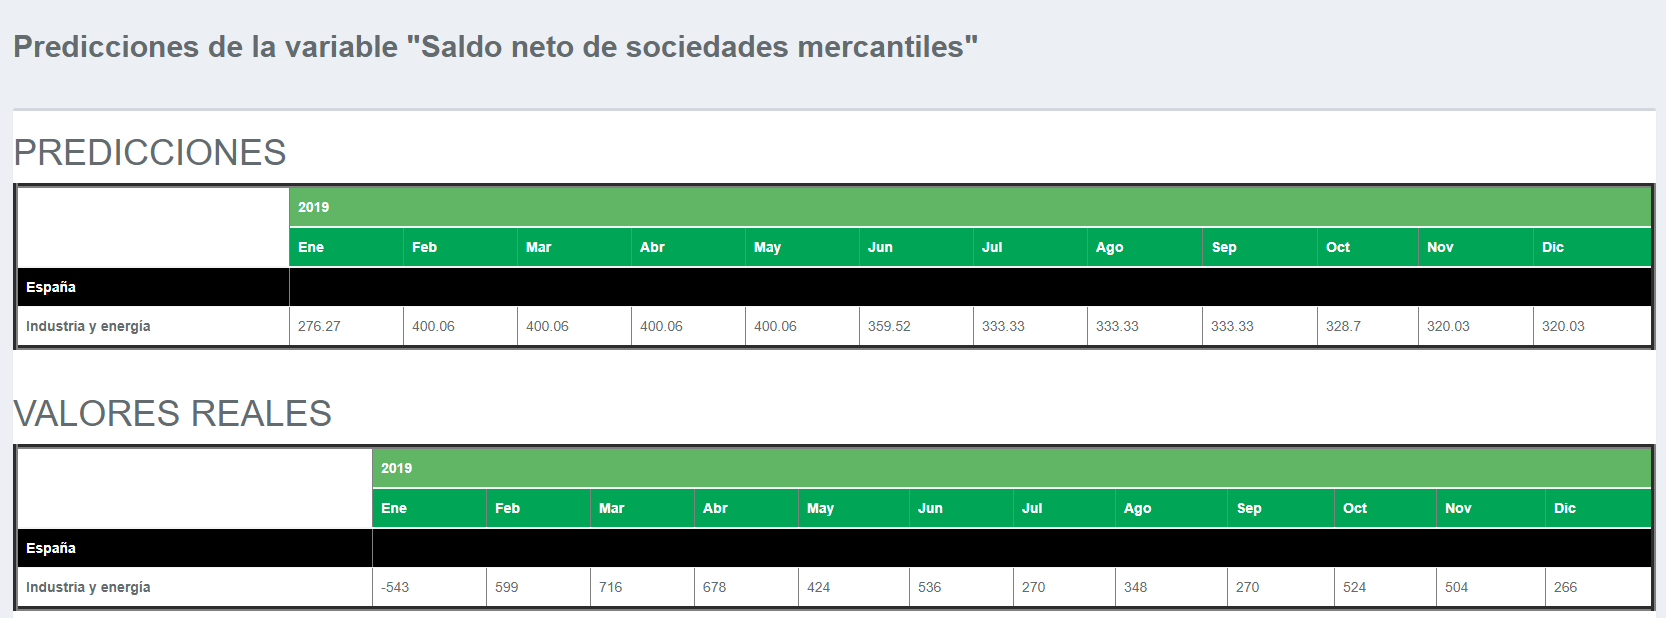 Predicciones de la variable "Saldo neto de sociedades mercantiles"
PREDICCIONES
2019
Ene Feb Mar Abr May Jun Jul Ago Sep Oct Nov Dic
España
Industria y energía 276.27 400.06 400.06 400.06 400.06 359.52 333.33 333.33 333.33 328.7 320.03 320.03
VALORES REALES
2019
Ene Feb Mar Abr May Jun Jul Ago Sep Oct Nov Dic
España
Industria y energía -543 599 716 678 424 536 270 348 270 524 504 266